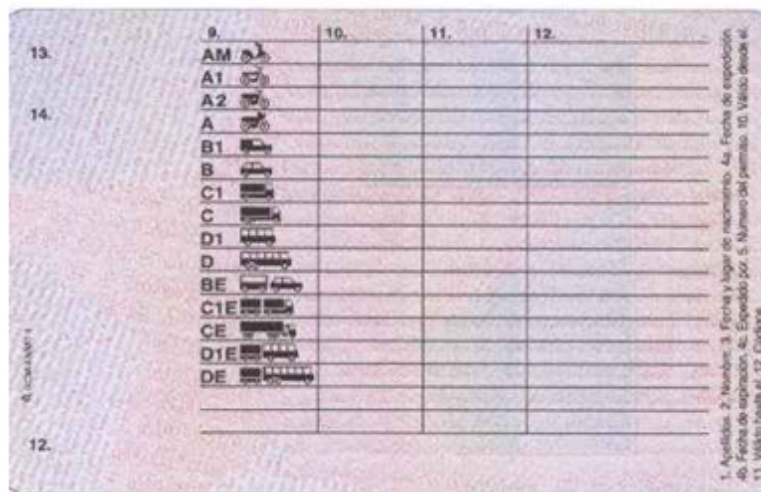 9. 10. 11. 12.
13.
AM
A1
A2
14.
A
B1
B
C1
C
D1
D
BE
C1E
CE
D1E
DE
12.
1. Apellidos. 2. Nombre. 3. Fecha y lugar de nacimiento. 4a. Fecha de expedición.
4b. Fecha de expiración. 4c. Expedido por. 5. Número del permiso. 10. Válido desde el.
11. Válido hasta el. 12. Códigos.